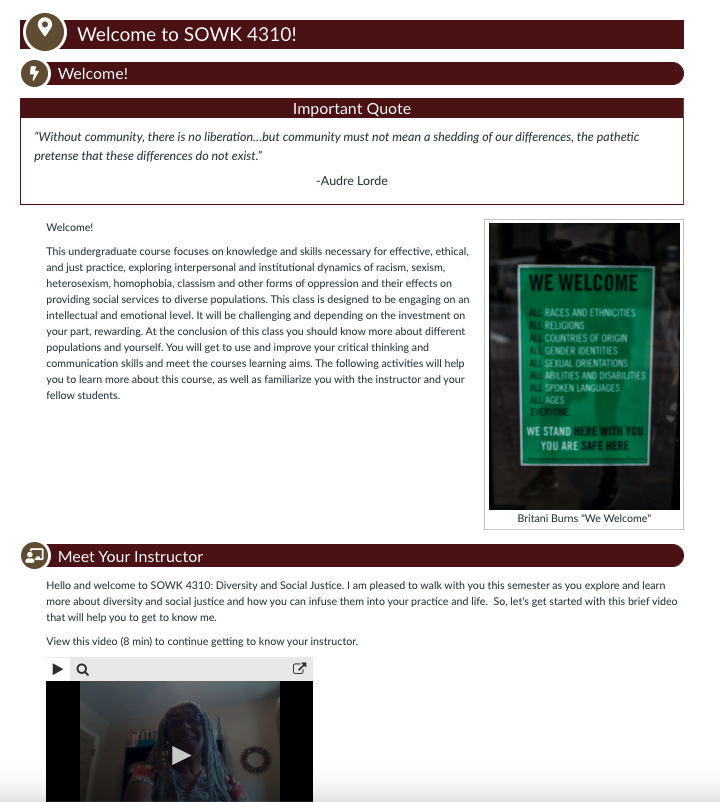 Welcome to SOWK 4310!
Welcome!
Important Quote
“Without community, there is no liberation...but community must not mean a shedding of our differences, the pathetic
pretense that these differences do not exist.”
-Audre Lorde
Welcome!
This undergraduate course focuses on knowledge and skills necessary for effective, ethical,
and just practice, exploring interpersonal and institutional dynamics of racism, sexism,
heterosexism, homophobia, classism and other forms of oppression and their effects on
providing social services to diverse populations. This class is designed to be engaging on an
intellectual and emotional level. It will be challenging and depending on the investment on
your part, rewarding. At the conclusion of this class you should know more about different
populations and yourself. You will get to use and improve your critical thinking and
communication skills and meet the courses learning aims. The following activities will help
you to learn more about this course, as well as familiarize you with the instructor and your
fellow students.
WE WELCOME
ALL RACES AND ETHNICITIES
ALL RELIGIONS
ALL COUNTRIES OF ORIGIN
ALL GENDER IDENTITIES
ALL SEXUAL ORIENTATIONS
ALL ABILITIES AND DISABILITIES
ALL SPOKEN LANGUAGES
ALL AGES
EVERYONE.
WE STAND HERE WITH YOU
YOU ARE SAFE HERE
Britani Burns "We Welcome"
Meet Your Instructor
Hello and welcome to SOWK 4310: Diversity and Social Justice. I am pleased to walk with you this semester as you explore and learn
more about diversity and social justice and how you can infuse them into your practice and life.  So, let's get started with this brief video
that will help you to get to know me.
View this video (8 min) to continue getting to know your instructor.